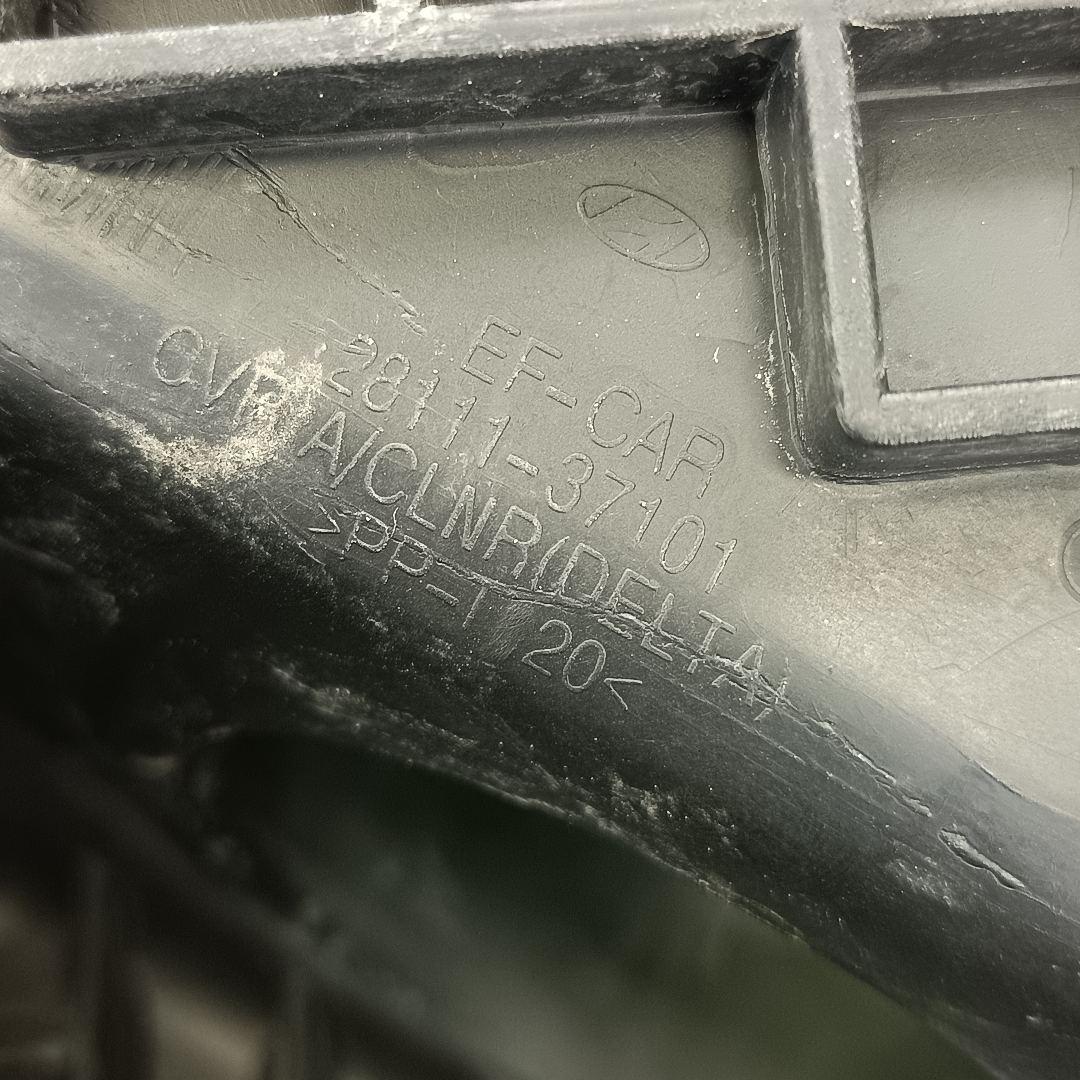 EF-CAR
28111-37101
CVR A/CLNR(DELTA)
>PP-T 20<